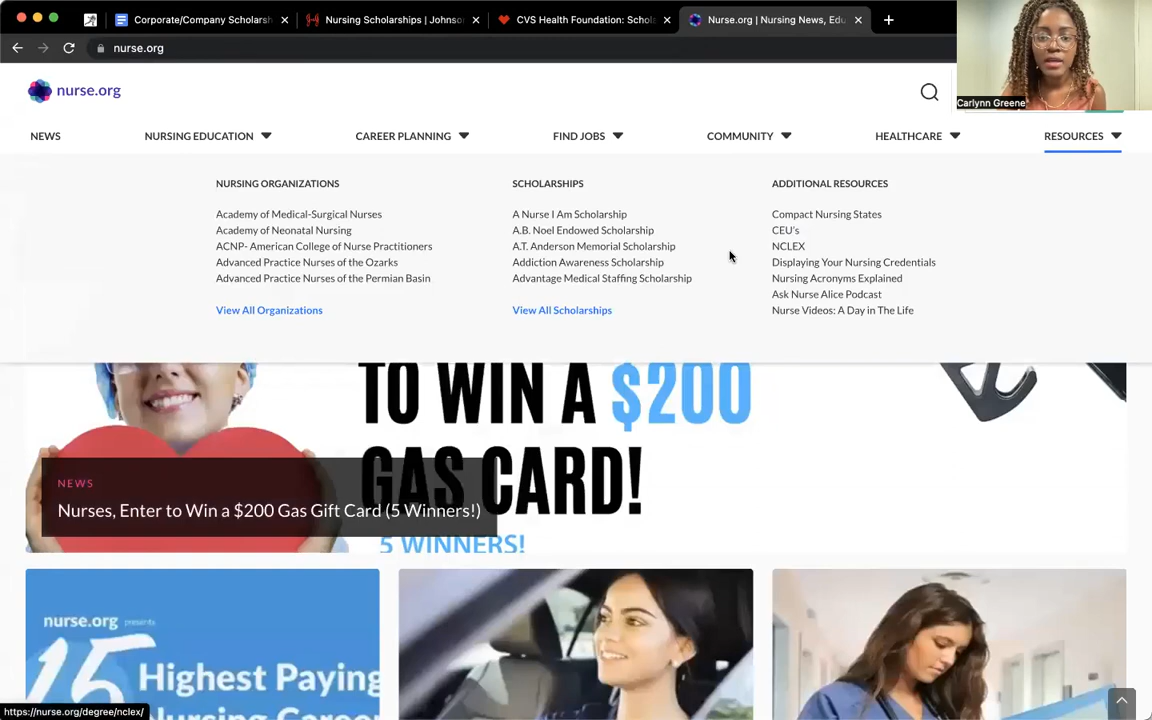 Corporate/Company Scholarsh
Nursing Scholarships | Johnso
CVS Health Foundation: Schol
Nurse.org | Nursing News, Edu
nurse.org
nurse.org
Carlynn Greene
NEWS
NURSING EDUCATION
CAREER PLANNING
FIND JOBS
COMMUNITY
HEALTHCARE
RESOURCES
NURSING ORGANIZATIONS
Academy of Medical-Surgical Nurses
Academy of Neonatal Nursing
ACNP- American College of Nurse Practitioners
Advanced Practice Nurses of the Ozarks
Advanced Practice Nurses of the Permian Basin
View All Organizations
SCHOLARSHIPS
A Nurse I Am Scholarship
A.B. Noel Endowed Scholarship
A.T. Anderson Memorial Scholarship
Addiction Awareness Scholarship
Advantage Medical Staffing Scholarship
View All Scholarships
ADDITIONAL RESOURCES
Compact Nursing States
CEU's
NCLEX
Displaying Your Nursing Credentials
Nursing Acronyms Explained
Ask Nurse Alice Podcast
Nurse Videos: A Day in The Life
TO WIN A $200
GAS CARD!
5 WINNERS!
NEWS
Nurses, Enter to Win a $200 Gas Gift Card (5 Winners!)
nurse.org presents
15 Highest Paying
Nursing Career
https://nurse.org/degree/nclex/